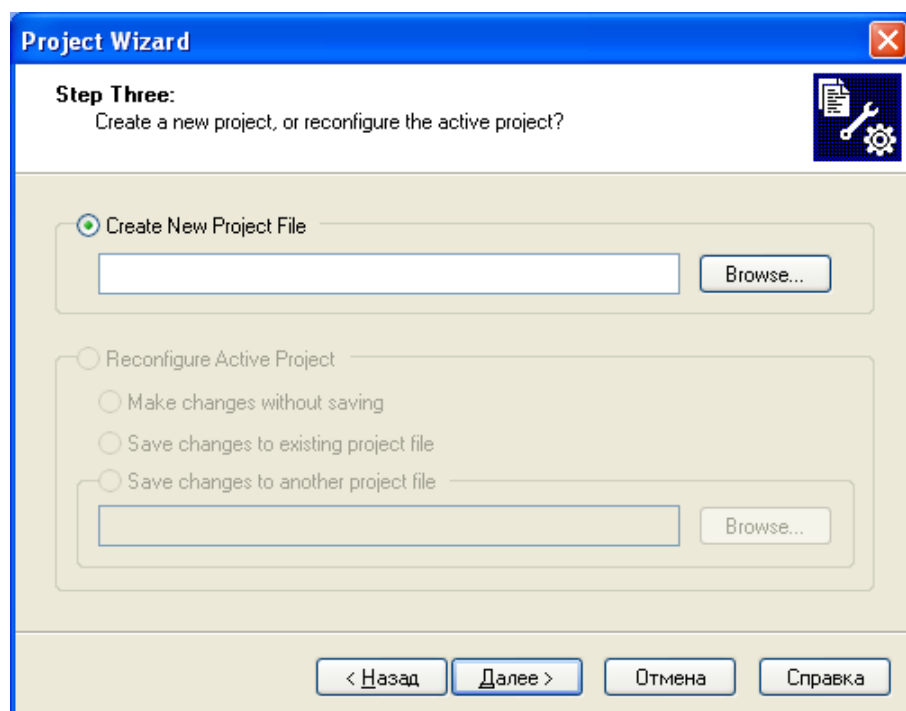 Project Wizard
Step Three:
Create a new project, or reconfigure the active project?
Create New Project File
Browse...
Reconfigure Active Project
Make changes without saving
Save changes to existing project file
Save changes to another project file
Browse...
< Назад
Далее >
Отмена
Справка